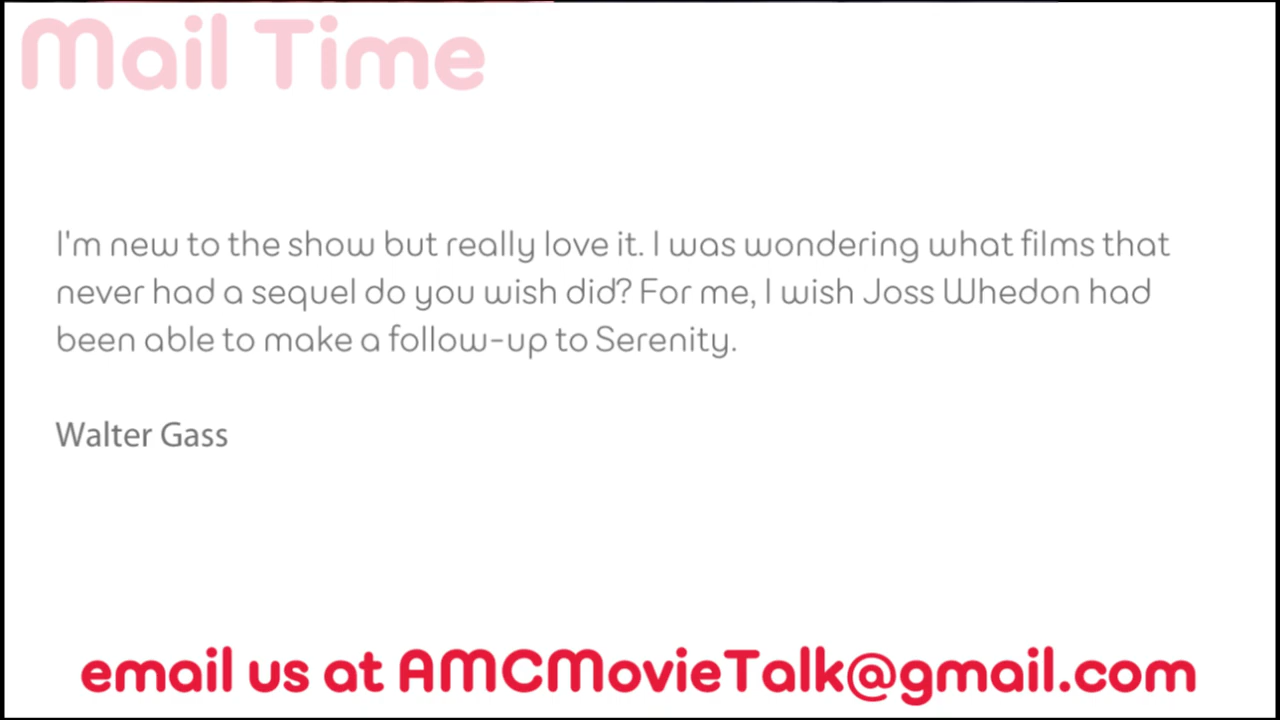 Mail Time
I'm new to the show but really love it. I was wondering what films that
never had a sequel do you wish did? For me, I wish Joss Whedon had
been able to make a follow-up to Serenity.
Walter Gass
email us at AMCMovieTalk@gmail.com